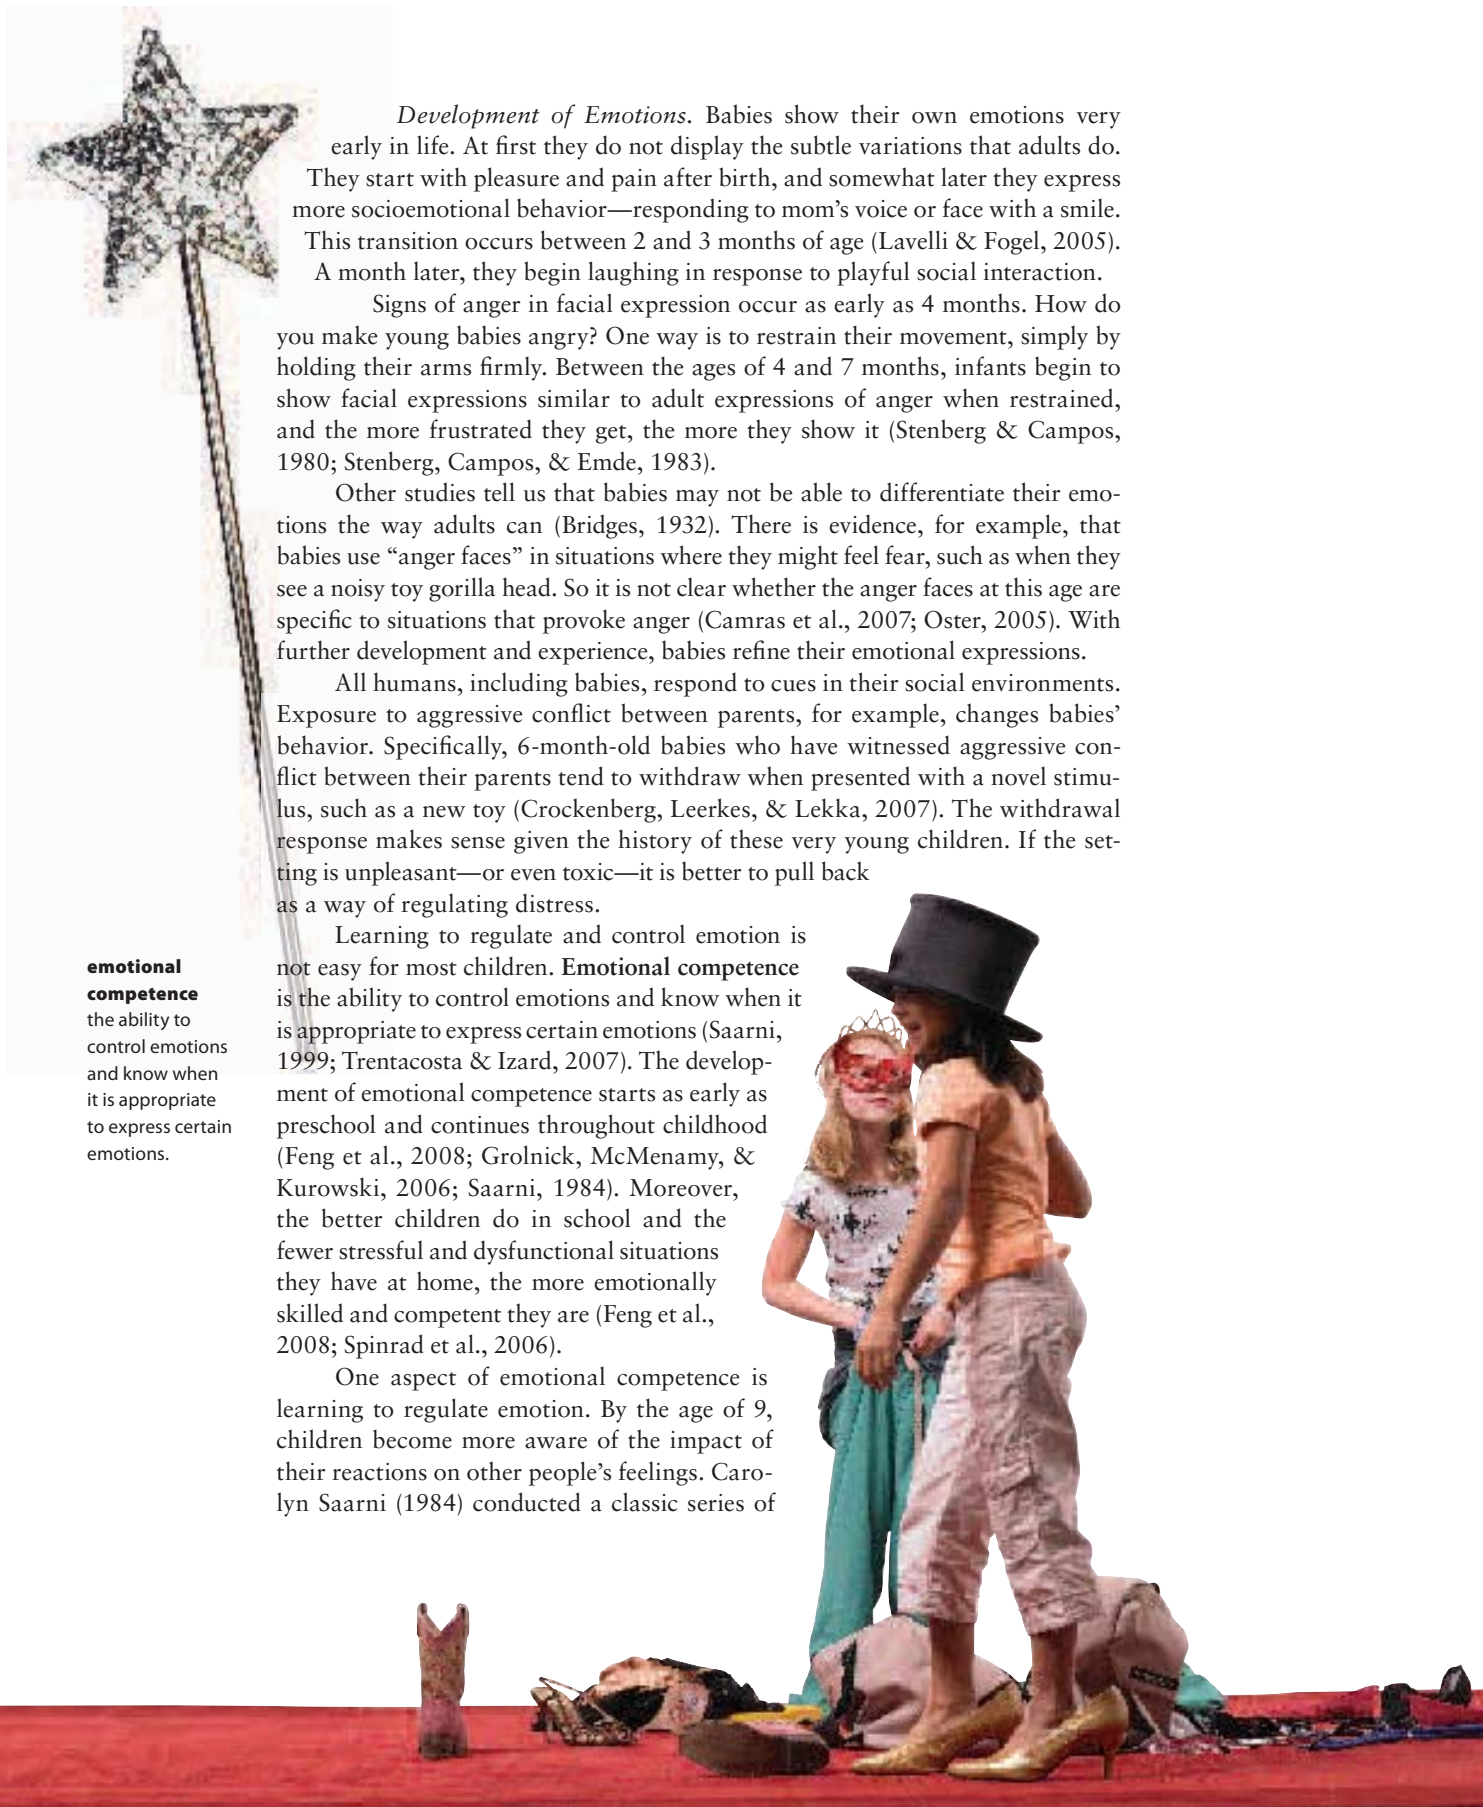 Development of Emotions. Babies show their own emotions very
early in life. At first they do not display the subtle variations that adults do.
They start with pleasure and pain after birth, and somewhat later they express
more socioemotional behavior—responding to mom’s voice or face with a smile.
This transition occurs between 2 and 3 months of age (Lavelli & Fogel, 2005).
A month later, they begin laughing in response to playful social interaction.
Signs of anger in facial expression occur as early as 4 months. How do
you make young babies angry? One way is to restrain their movement, simply by
holding their arms firmly. Between the ages of 4 and 7 months, infants begin to
show facial expressions similar to adult expressions of anger when restrained,
and the more frustrated they get, the more they show it (Stenberg & Campos,
1980; Stenberg, Campos, & Emde, 1983).
Other studies tell us that babies may not be able to differentiate their emo-
tions the way adults can (Bridges, 1932). There is evidence, for example, that
babies use “anger faces” in situations where they might feel fear, such as when they
see a noisy toy gorilla head. So it is not clear whether the anger faces at this age are
specific to situations that provoke anger (Camras et al., 2007; Oster, 2005). With
further development and experience, babies refine their emotional expressions.
All humans, including babies, respond to cues in their social environments.
Exposure to aggressive conflict between parents, for example, changes babies’
behavior. Specifically, 6-month-old babies who have witnessed aggressive con-
flict between their parents tend to withdraw when presented with a novel stimu-
lus, such as a new toy (Crockenberg, Leerkes, & Lekka, 2007). The withdrawal
response makes sense given the history of these very young children. If the set-
ting is unpleasant—or even toxic—it is better to pull back
as a way of regulating distress.
Learning to regulate and control emotion is
not easy for most children. Emotional competence
is the ability to control emotions and know when it
is appropriate to express certain emotions (Saarni,
1999; Trentacosta & Izard, 2007). The develop-
ment of emotional competence starts as early as
preschool and continues throughout childhood
(Feng et al., 2008; Grolnick, McMenamy, &
Kurowski, 2006; Saarni, 1984). Moreover,
the better children do in school and the
fewer stressful and dysfunctional situations
they have at home, the more emotionally
skilled and competent they are (Feng et al.,
2008; Spinrad et al., 2006).
One aspect of emotional competence is
learning to regulate emotion. By the age of 9,
children become more aware of the impact of
their reactions on other people’s feelings. Caro-
lyn Saarni (1984) conducted a classic series of
emotional
competence
the ability to
control emotions
and know when
it is appropriate
to express certain
emotions.